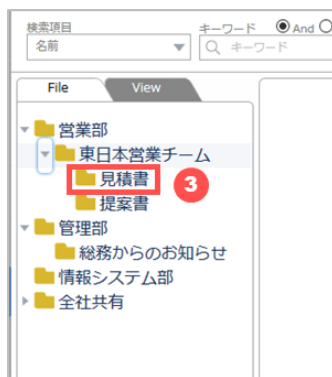 検索項目
キーワード And
名前
キーワード
File View
営業部
東日本営業チーム
見積書 3
提案書
管理部
総務からのお知らせ
情報システム部
全社共有